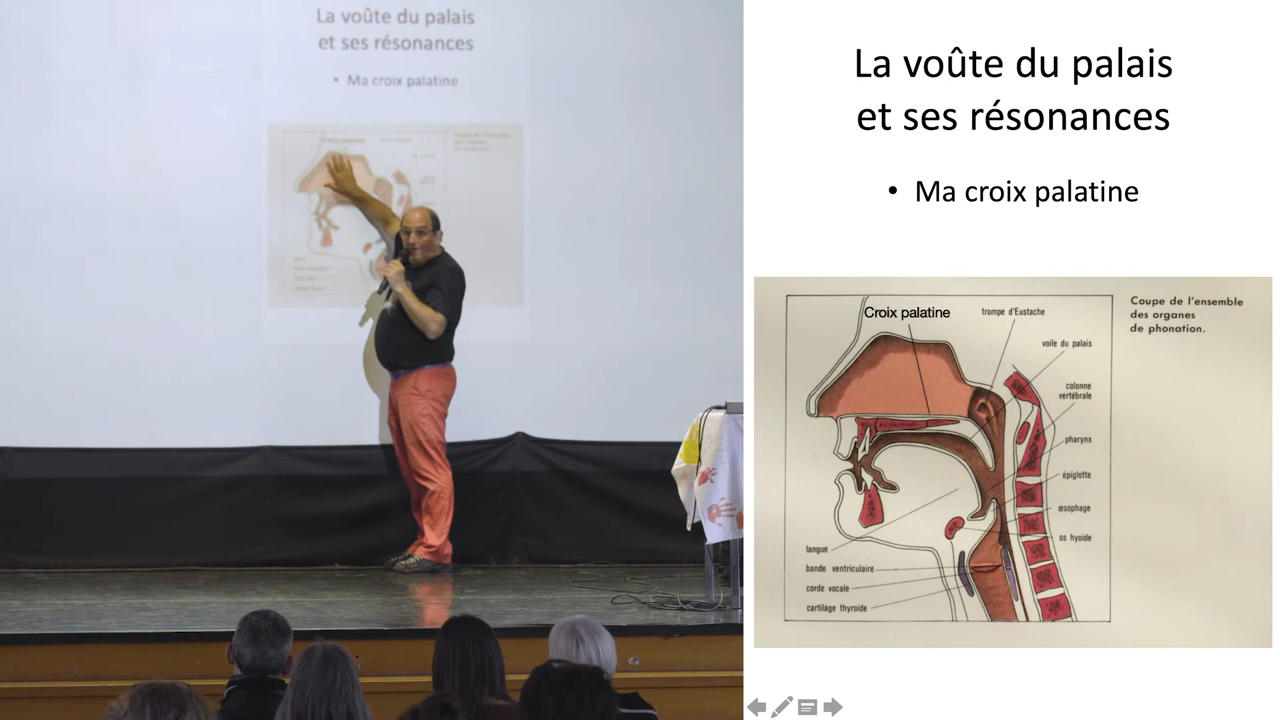 La voûte du palais
et ses résonances
• Ma croix palatine
La voûte du palais
et ses résonances
• Ma croix palatine
Croix palatine
trompe d'Eustache
voile du palais
colonne
vertébrale
pharynx
épiglotte
œsophage
os hyoïde
langue
bande ventriculaire
corde vocale
cartilage thyroïde
Coupe de l'ensemble
des organes
de phonation.